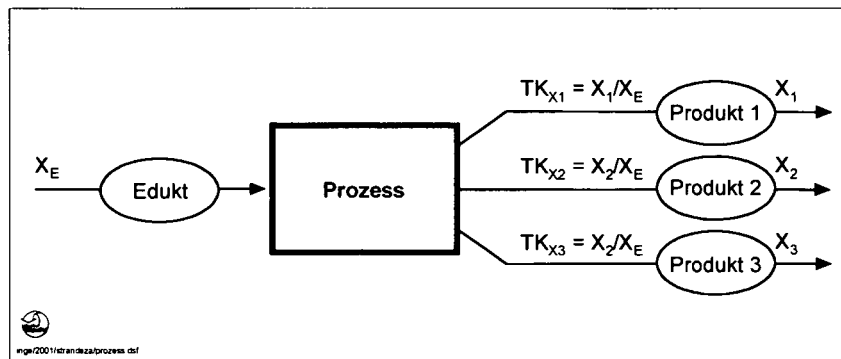 TK_X1 = X_1/X_E
Produkt 1
X_1
X_E
Edukt
Prozess
TK_X2 = X_2/X_E
Produkt 2
X_2
TK_X3 = X_2/X_E
Produkt 3
X_3
inge/2001/strandeza/prozess.dsf